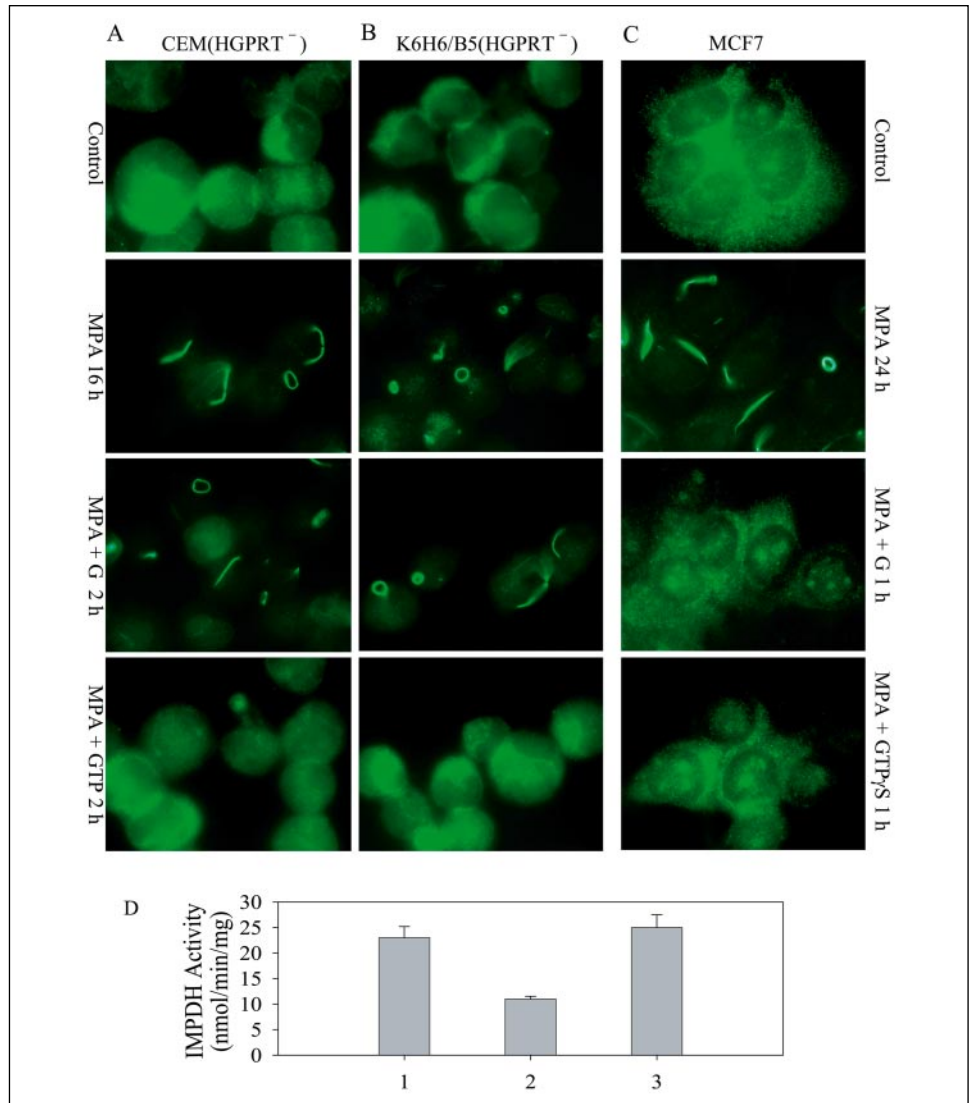 A
CEM(HGPRT⁻)
B
K6H6/B5(HGPRT⁻)
C
MCF7
Control
Control
MPA 16 h
MPA 24 h
MPA + G 2 h
MPA + G 1 h
MPA + GTP 2 h
MPA + GTPγS 1 h
D
IMPDH Activity
(nmol/min/mg)
30
25
20
15
10
5
0
1 2 3